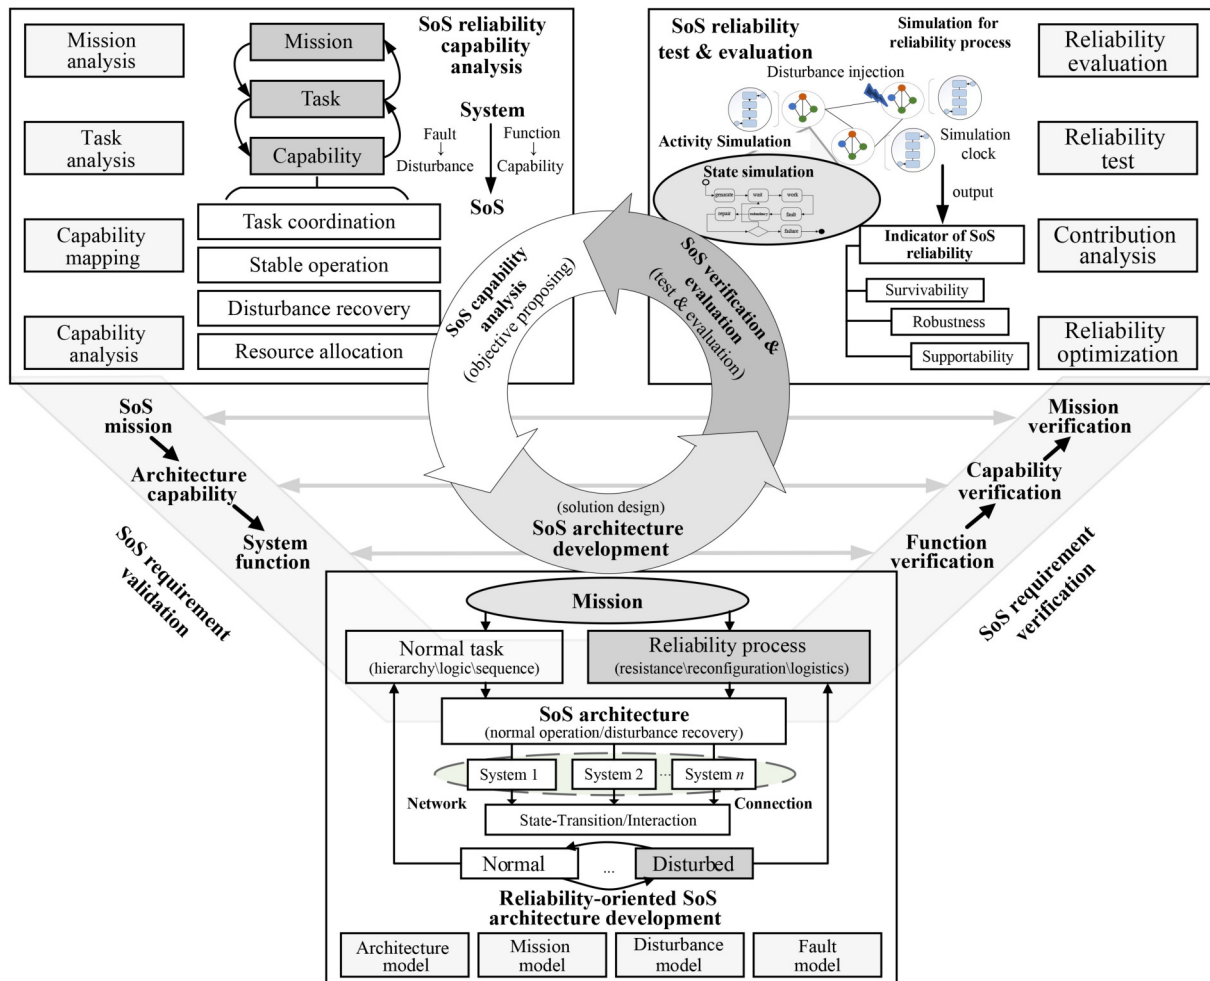 Mission
analysis
Task
analysis
Capability
mapping
Capability
analysis
Mission
Task
Capability
Task coordination
Stable operation
Disturbance recovery
Resource allocation
SoS reliability
capability
analysis
System
Fault
↓
Disturbance
Function
↓
Capability
SoS
SoS reliability
test & evaluation
Simulation for
reliability process
Disturbance injection
Activity Simulation
Simulation
clock
State simulation
generate
wait
work
repair
redundancy
fault
failure
output
Indicator of SoS
reliability
Survivability
Robustness
Supportability
Reliability
evaluation
Reliability
test
Contribution
analysis
Reliability
optimization
SoS capability
analysis
(objective proposing)
SoS verification &
evaluation
(test & evaluation)
(solution design)
SoS architecture
development
SoS
mission
Architecture
capability
System
function
SoS requirement
validation
Mission
verification
Capability
verification
Function
verification
SoS requirement
verification
Mission
Normal task
(hierarchy\logic\sequence)
Reliability process
(resistance\reconfiguration\logistics)
SoS architecture
(normal operation/disturbance recovery)
System 1
System 2
...
System n
Network
Connection
State-Transition/Interaction
Normal
...
Disturbed
Reliability-oriented SoS
architecture development
Architecture
model
Mission
model
Disturbance
model
Fault
model